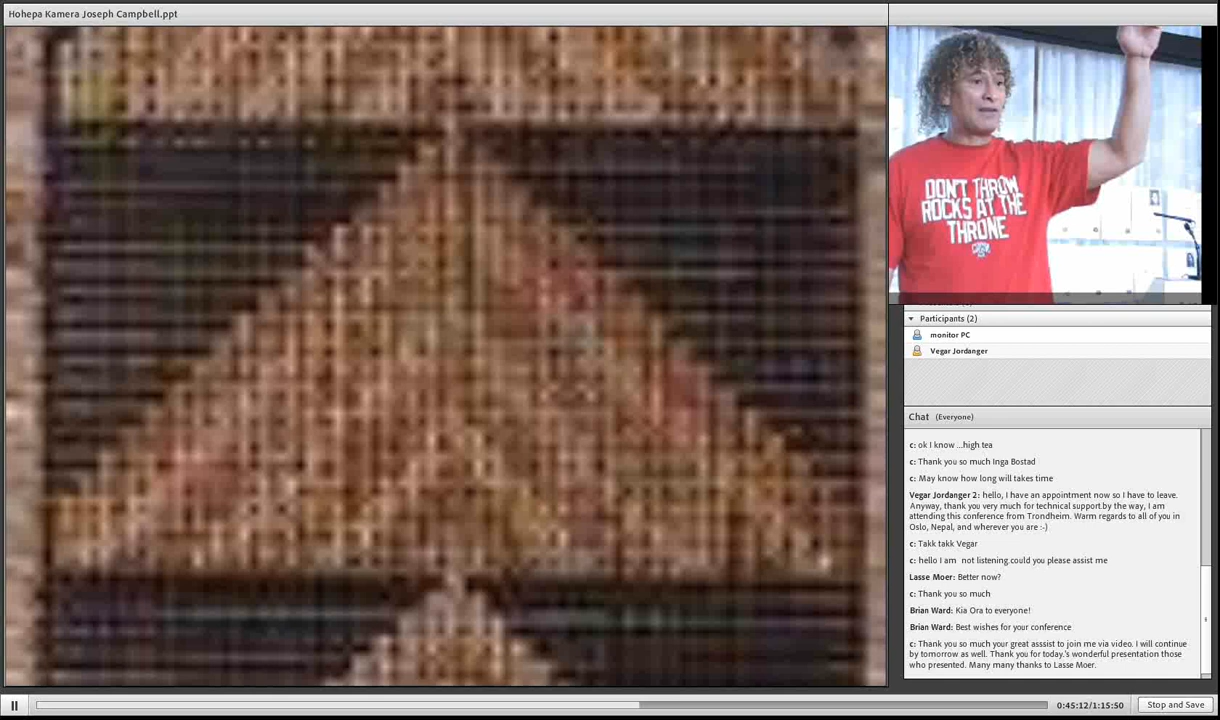 Hohepa Kamera Joseph Campbell.ppt
DON'T THROW
ROCKS AT THE
THRONE
Participants (2)
monitor PC
Vegar Jordanger
Chat (Everyone)
c: ok I know ...high tea
c: Thank you so much Inga Bostad
c: May know how long will takes time
Vegar Jordanger 2: hello, I have an appointment now so I have to leave.
Anyway, thank you very much for technical support.by the way, I am
attending this conference from Trondheim. Warm regards to all of you in
Oslo, Nepal, and wherever you are :-)
c: Takk takk Vegar
c: hello I am not listening.could you please assist me
Lasse Moer: Better now?
c: Thank you so much
Brian Ward: Kia Ora to everyone!
Brian Ward: Best wishes for your conference
c: Thank you so much your great asssist to join me via video. I will continue
by tomorrow as well. Thank you for today.'s wonderful presentation those
who presented. Many many thanks to Lasse Moer.
0:45:12/1:15:50
Stop and Save